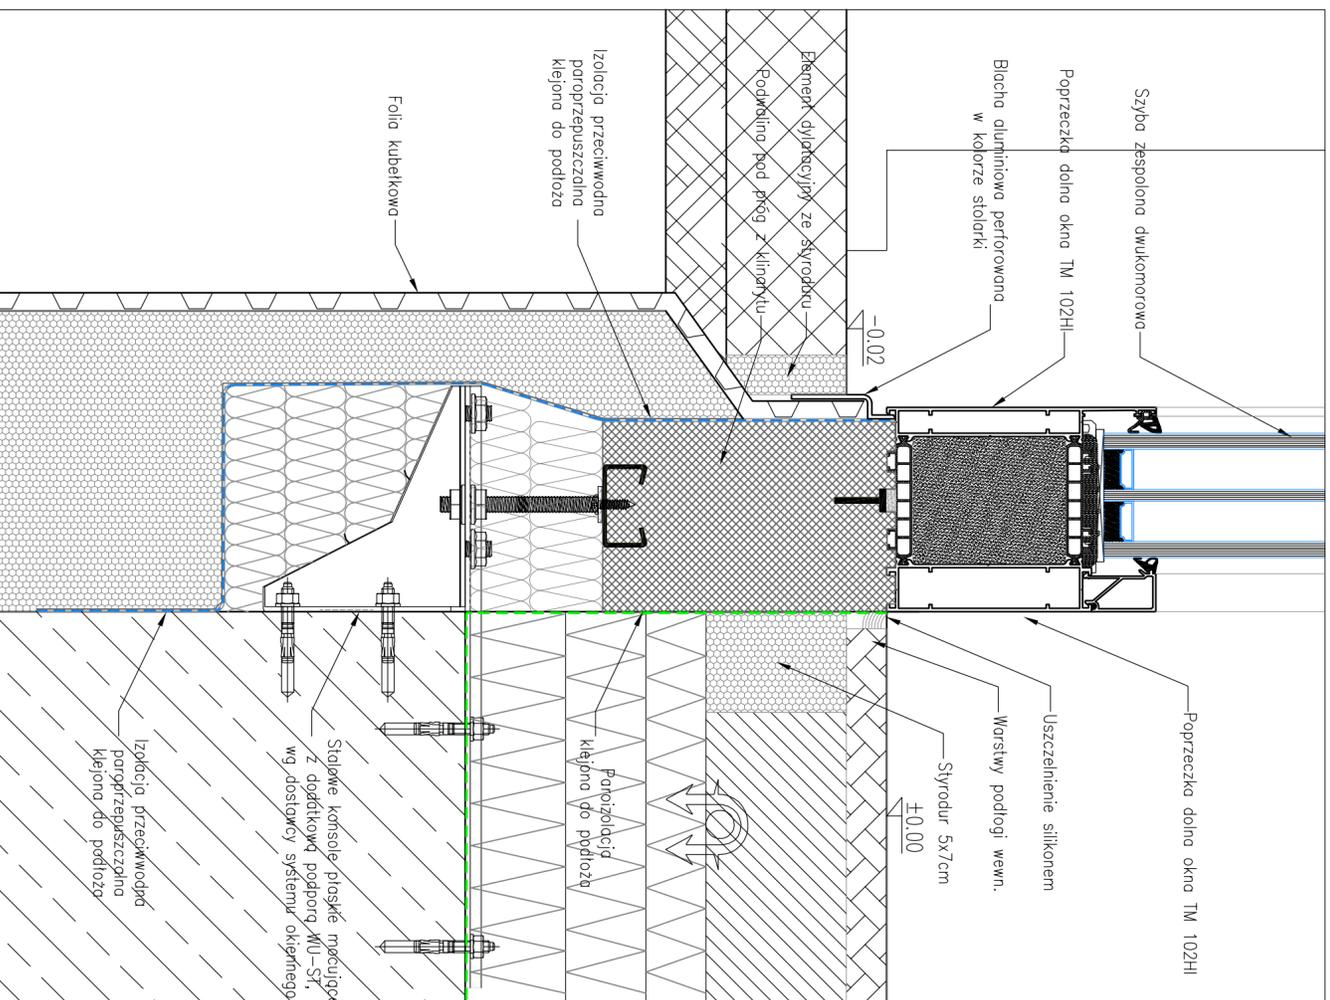 Szyba zespolona dwukomorowa
Poprzeczka dolna okna TM 102HI
Blacha aluminiowa perforowana
w kolorze stolarki
Element dylatacyjny ze styroduru
Podwalina pod próg z klinarytu
Izolacja przeciwwodna
paroprzepuszczalna
klejona do podłoża
Folia kubełkowa
-0.02
Poprzeczka dolna okna TM 102HI
Uszczelnienie silikonem
Warstwy podłogi wewn.
Styrodur 5x7cm
±0.00
Paroizolacja
klejona do podłoża
Stalowe konsole płaskie mocujące
z dodatkową podporą WU-ST,
wg dostawcy systemu okiennego
Izolacja przeciwwodna
paroprzepuszczalna
klejona do podłoża